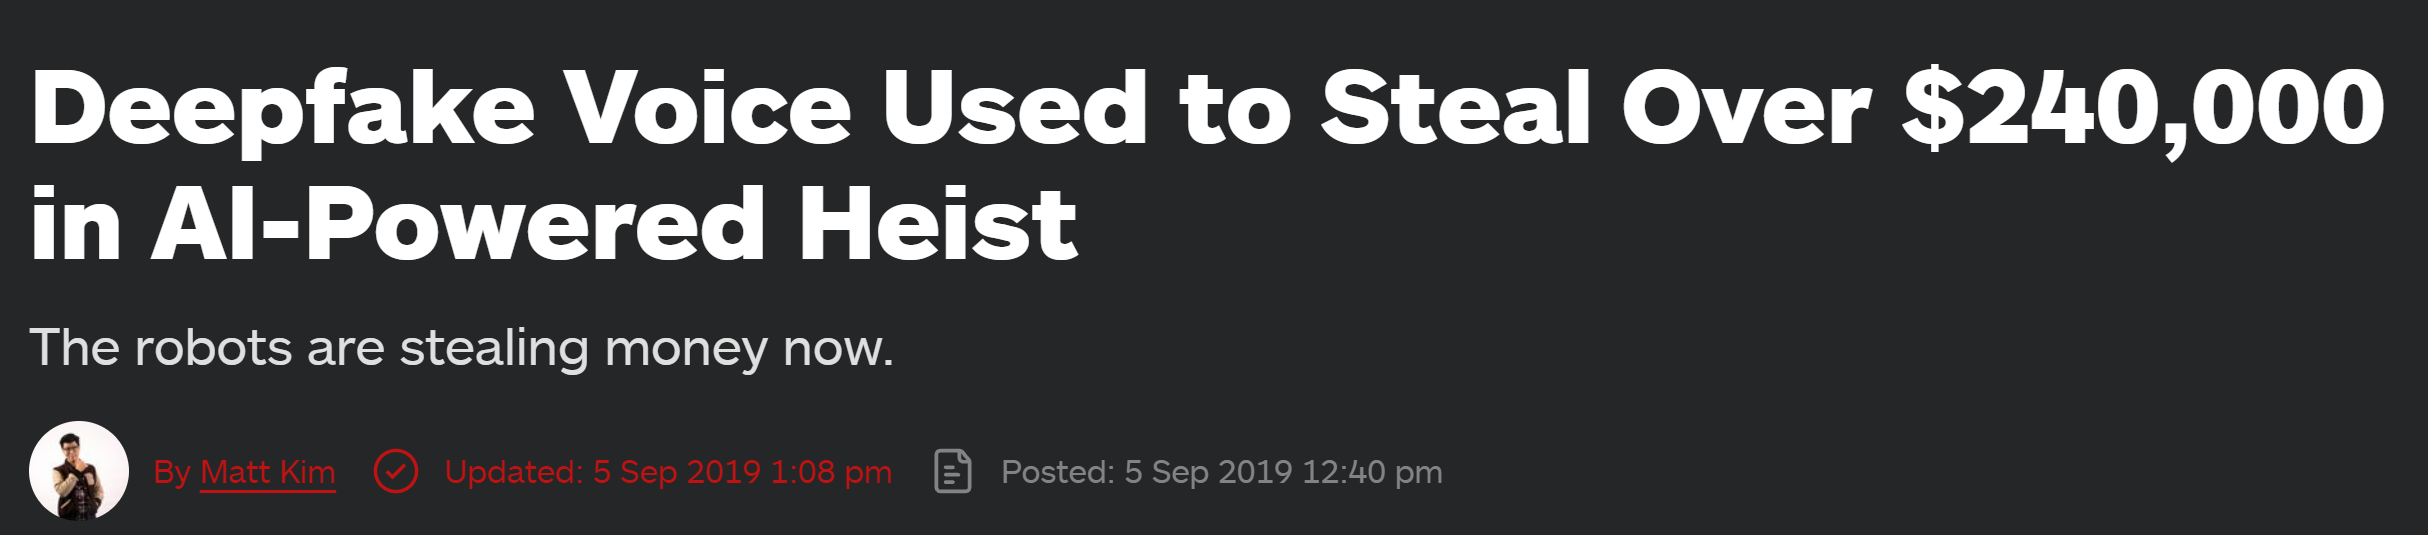 Deepfake Voice Used to Steal Over $240,000
in AI-Powered Heist
The robots are stealing money now.
By Matt Kim Updated: 5 Sep 2019 1:08 pm Posted: 5 Sep 2019 12:40 pm